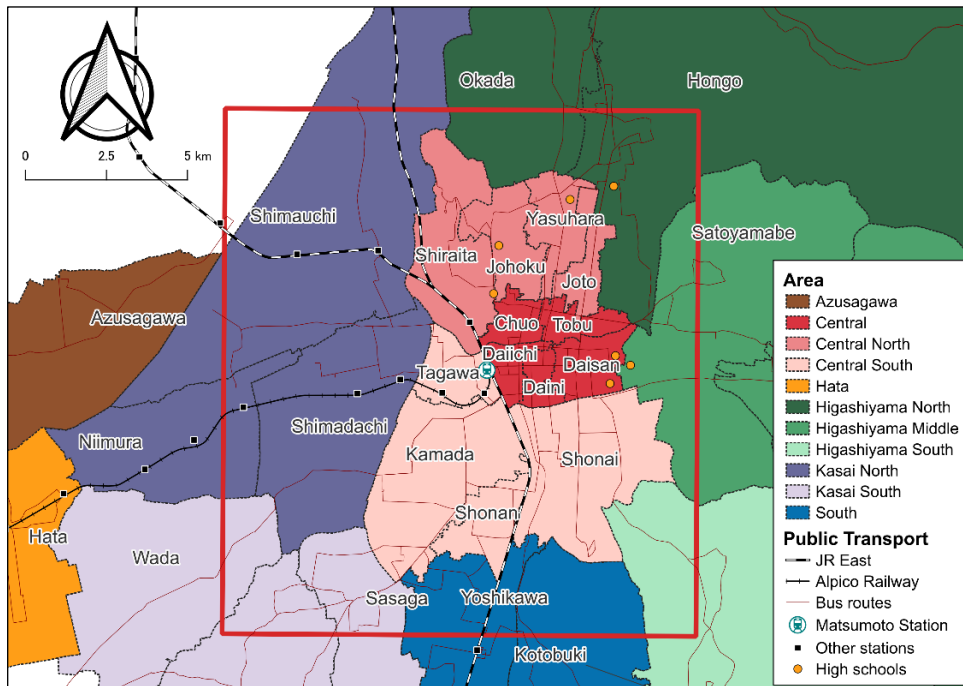 Okada
Hongo
0
2.5
5 km
Shimauchi
Yasuhara
Satoyamabe
Shiraita
Johoku
Joto
Azusagawa
Chuo
Tobu
Daiichi
Tagawa
Daisan
Daini
Niimura
Shimadachi
Kamada
Shonai
Shonani
Hata
Wada
Sasaga
Yoshikawa
Kotobuki
Area
Azusagawa
Central
Central North
Central South
Hata
Higashiyama North
Higashiyama Middle
Higashiyama South
Kasai North
Kasai South
South
Public Transport
JR East
Alpico Railway
Bus routes
Matsumoto Station
Other stations
High schools